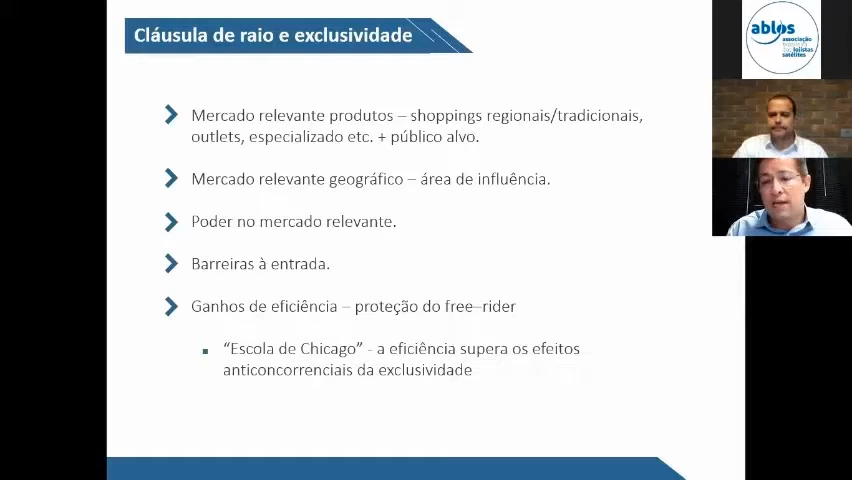 Cláusula de raio e exclusividade
Mercado relevante produtos – shoppings regionais/tradicionais,
outlets, especializado etc. + público alvo.
Mercado relevante geográfico – área de influência.
Poder no mercado relevante.
Barreiras à entrada.
Ganhos de eficiência – proteção do free–rider
“Escola de Chicago” - a eficiência supera os efeitos
anticoncorrenciais da exclusividade
ablos
associação
brasileira
dos lojistas
satélites